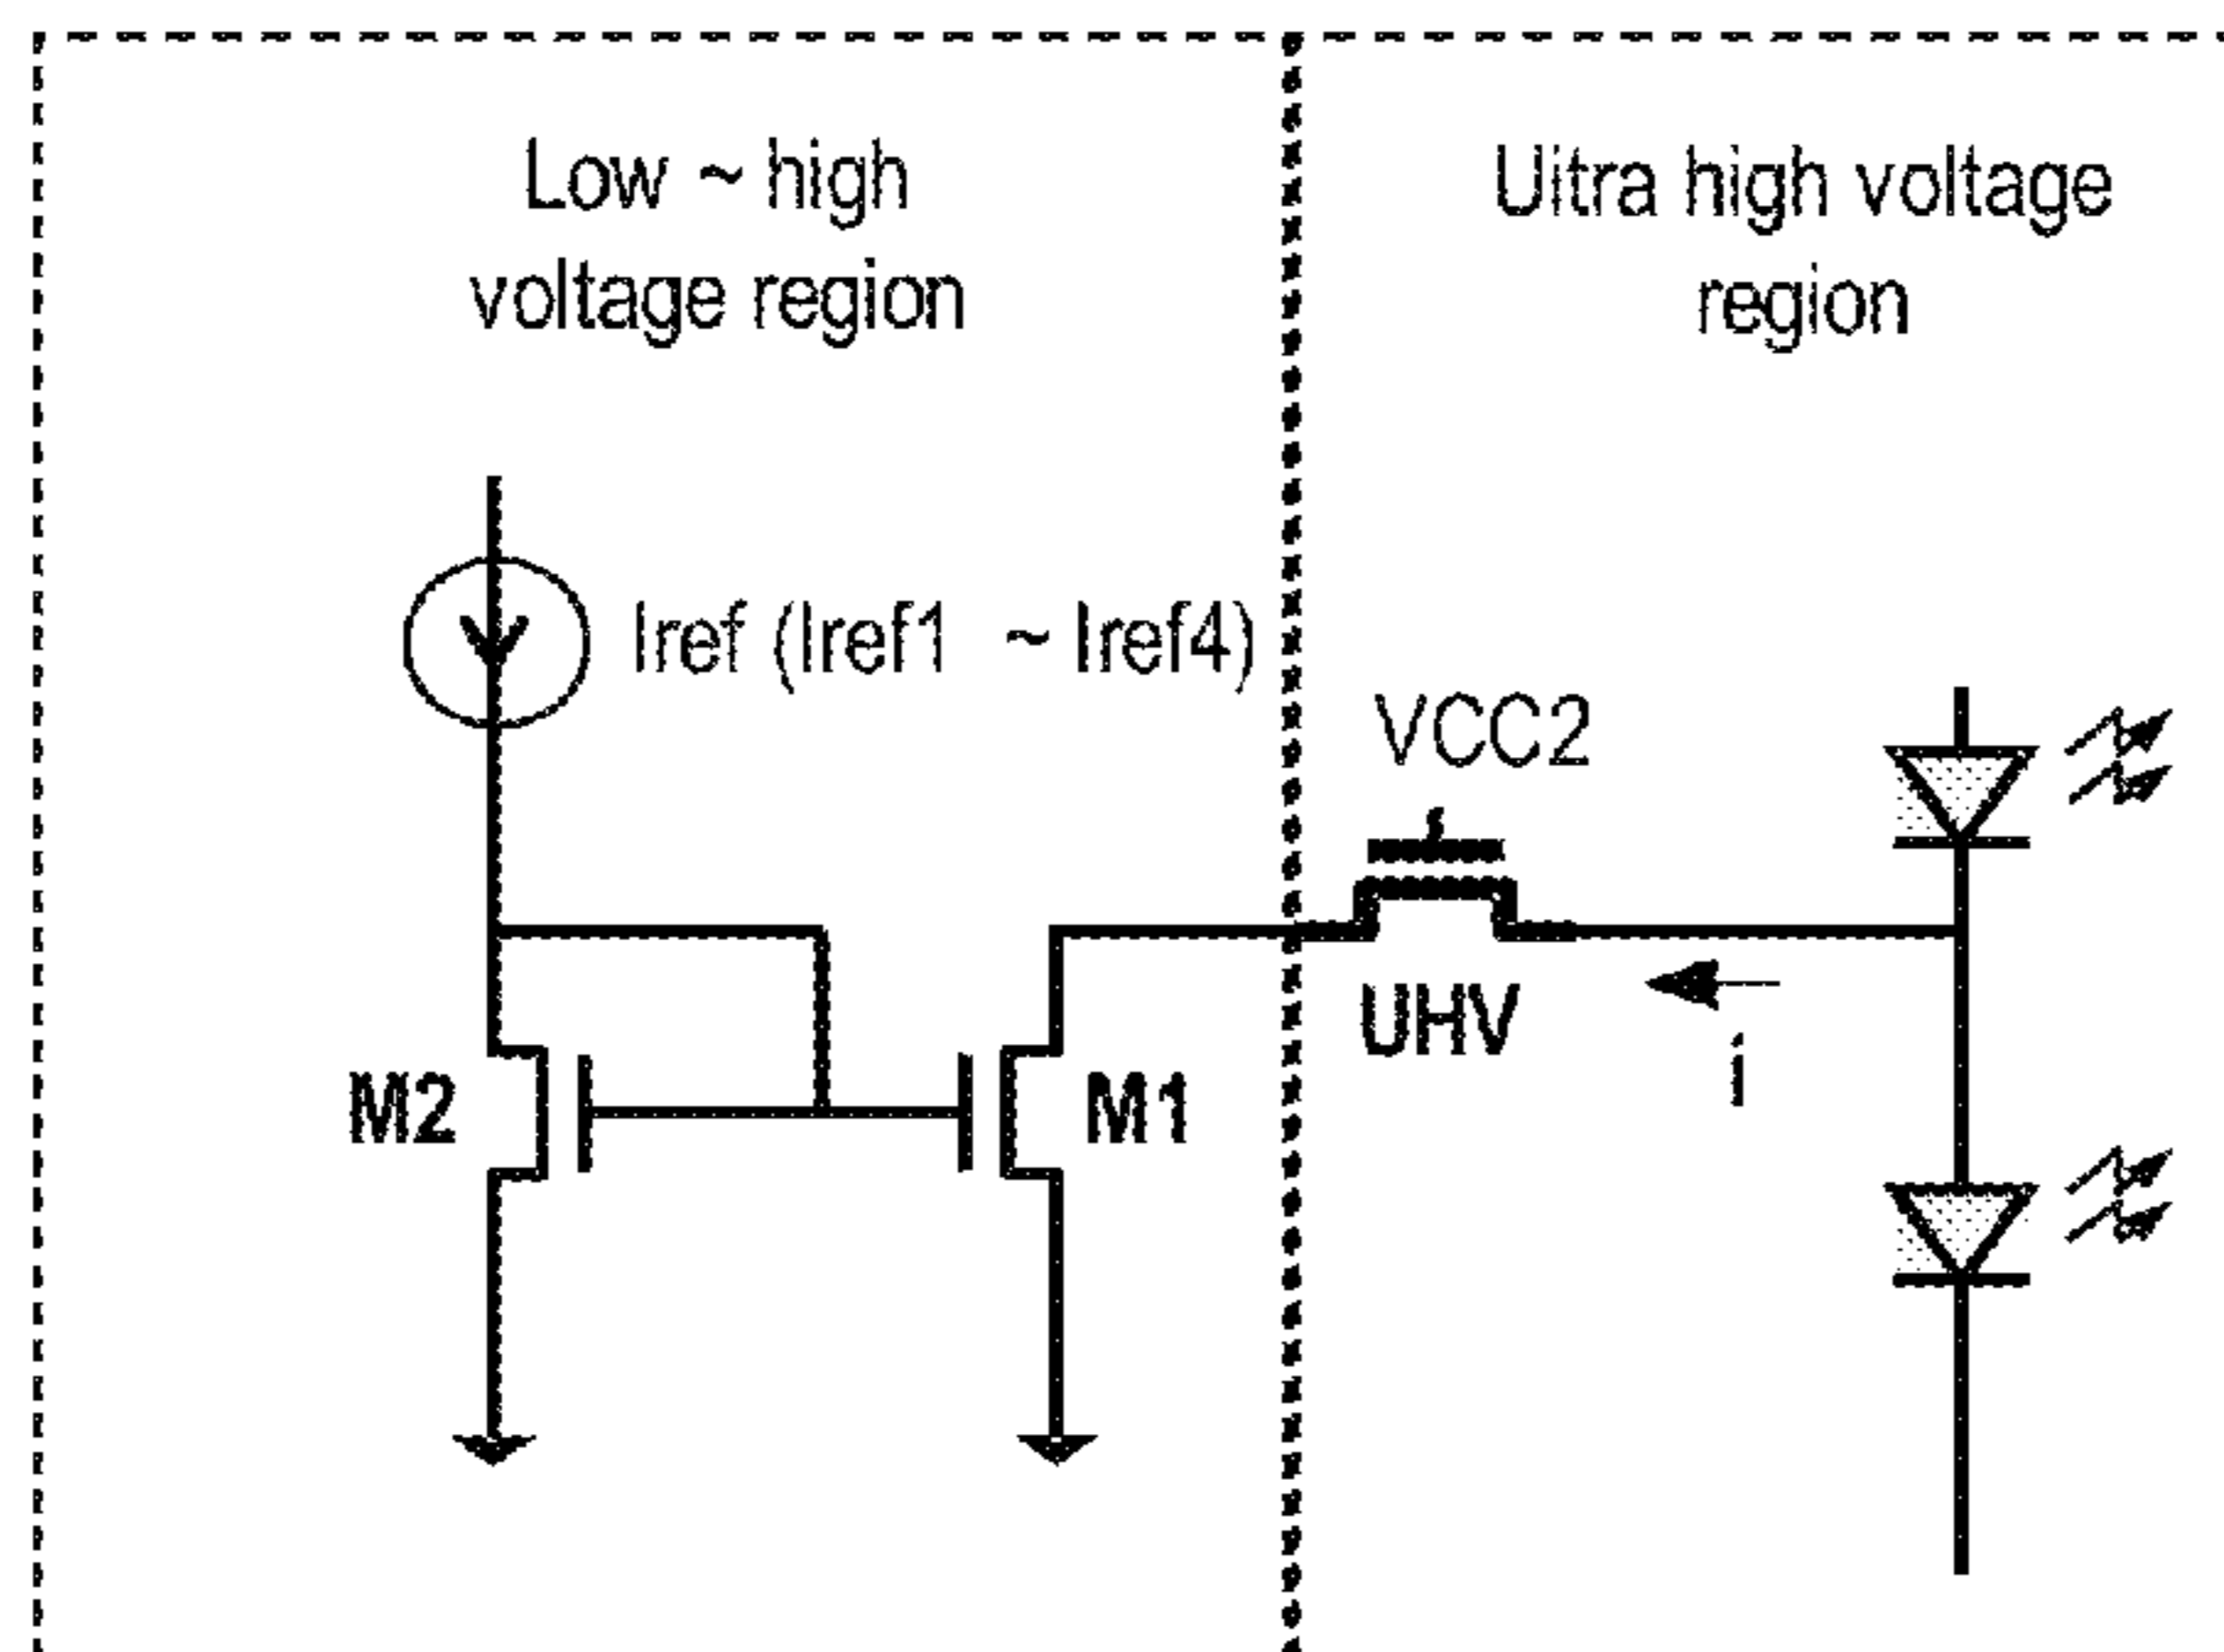 Low ~ high
voltage region
Uitra high voltage
region
Iref (Iref1 ~ Iref4)
VCC2
UHV
i
M2
M1